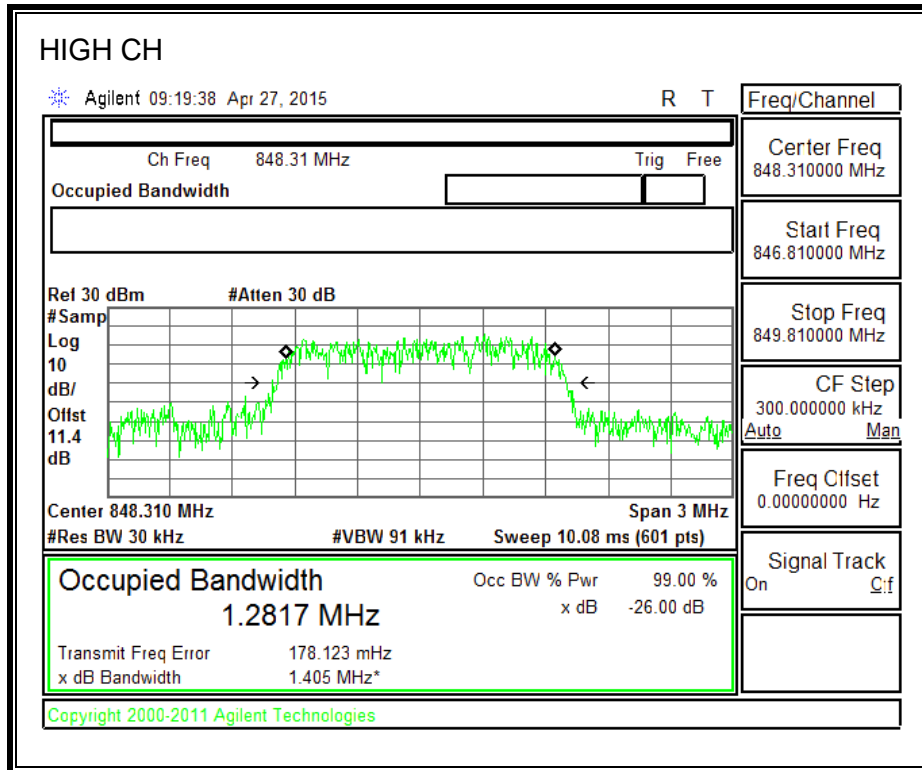 HIGH CH
Agilent 09:19:38 Apr 27, 2015 R T
Freq/Channel
Ch Freq 848.31 MHz Trig Free
Occupied Bandwidth
Center Freq
848.310000 MHz
Start Freq
846.810000 MHz
Stop Freq
849.810000 MHz
CF Step
300.000000 kHz
Auto Man
Freq Offset
0.00000000 Hz
Signal Track
On Off
Ref 30 dBm #Atten 30 dB
#Samp
Log
10
dB/
Offst
11.4
dB
Center 848.310 MHz Span 3 MHz
#Res BW 30 kHz #VBW 91 kHz Sweep 10.08 ms (601 pts)
Occupied Bandwidth Occ BW % Pwr 99.00 %
1.2817 MHz x dB -26.00 dB
Transmit Freq Error 178.123 mHz
x dB Bandwidth 1.405 MHz*
Copyright 2000-2011 Agilent Technologies